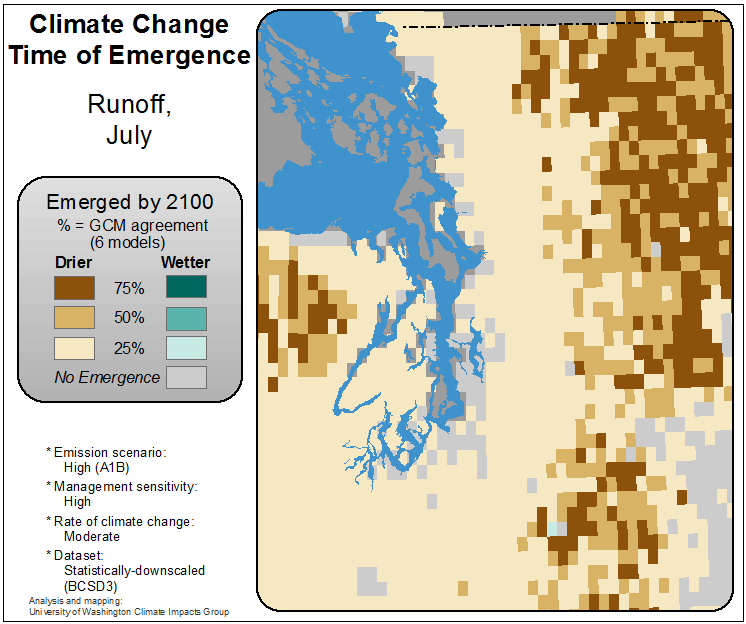 Climate Change
Time of Emergence
Runoff,
July
Emerged by 2100
% = GCM agreement
(6 models)
Drier Wetter
75%
50%
25%
No Emergence
* Emission scenario:
High (A1B)
* Management sensitivity:
High
* Rate of climate change:
Moderate
* Dataset:
Statistically-downscaled
(BCSD3)
Analysis and mapping:
University of Washington Climate Impacts Group